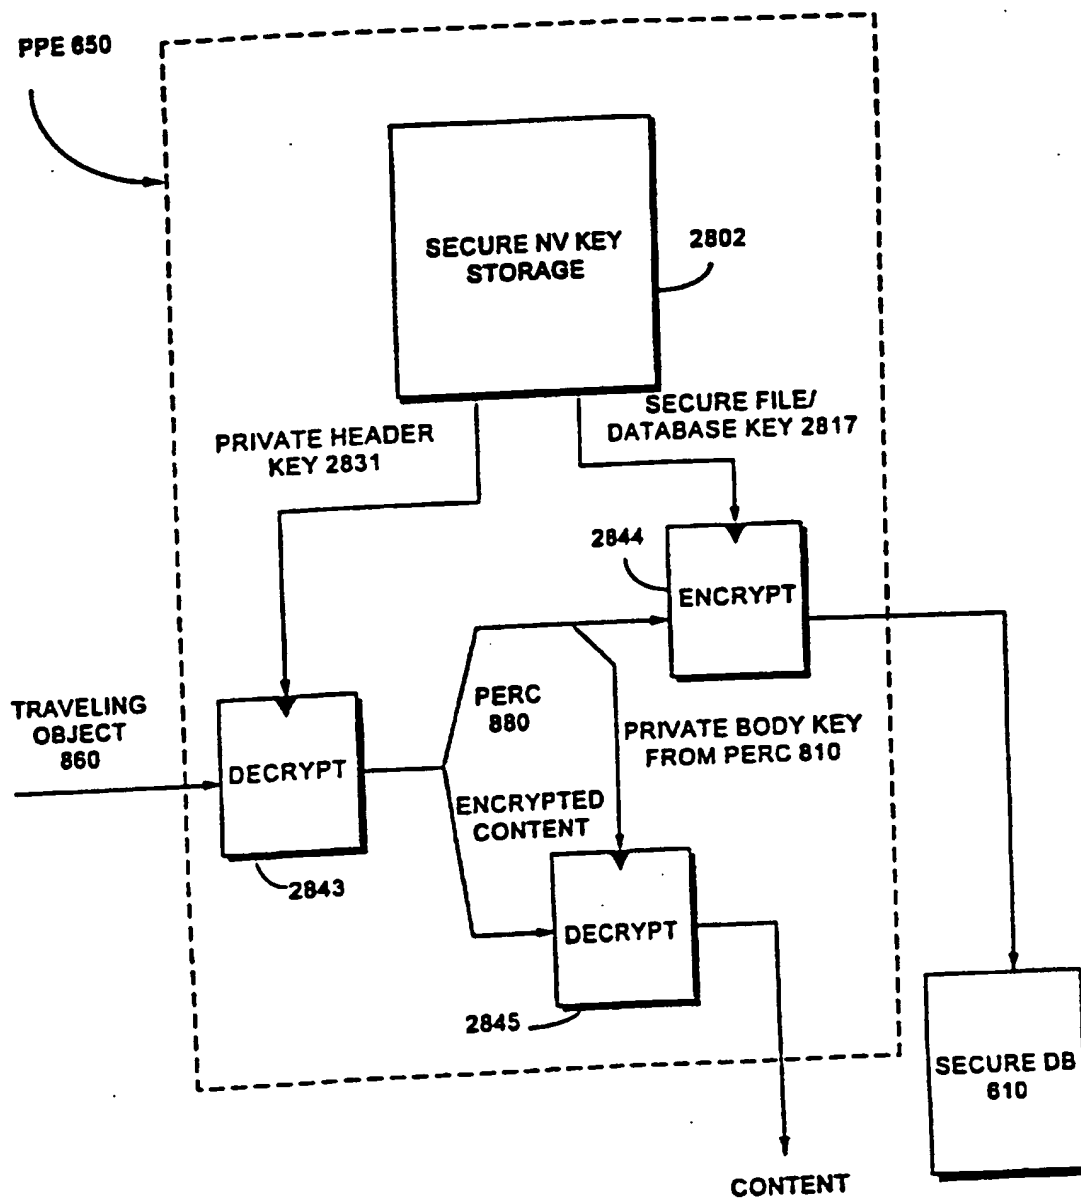 PPE 650
SECURE NV KEY
STORAGE
2802
PRIVATE HEADER
KEY 2831
SECURE FILE/
DATABASE KEY 2817
2844
ENCRYPT
TRAVELING
OBJECT
860
DECRYPT
PERC
880
PRIVATE BODY KEY
FROM PERC 810
ENCRYPTED
CONTENT
2843
DECRYPT
2845
SECURE DB
610
CONTENT